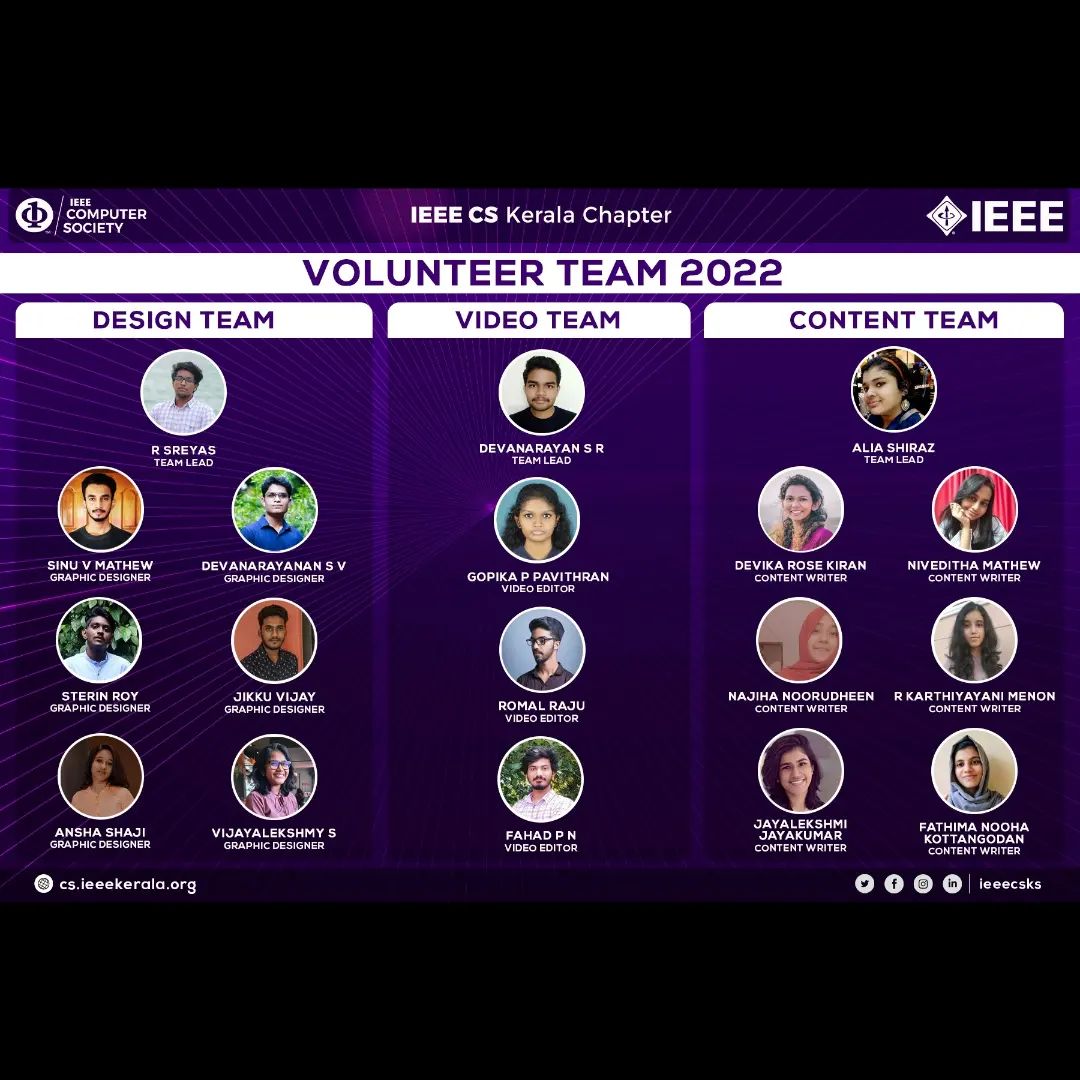 IEEE
COMPUTER
SOCIETY
IEEE CS Kerala Chapter
IEEE
VOLUNTEER TEAM 2022
DESIGN TEAM
R SREYAS
TEAM LEAD
SINU V MATHEW
GRAPHIC DESIGNER
DEVANARAYANAN S V
GRAPHIC DESIGNER
STERIN ROY
GRAPHIC DESIGNER
JIKKU VIJAY
GRAPHIC DESIGNER
ANSHA SHAJI
GRAPHIC DESIGNER
VIJAYALEKSHMY S
GRAPHIC DESIGNER
VIDEO TEAM
DEVANARAYAN S R
TEAM LEAD
GOPIKA P PAVITHRAN
VIDEO EDITOR
ROMAL RAJU
VIDEO EDITOR
FAHAD P N
VIDEO EDITOR
CONTENT TEAM
ALIA SHIRAZ
TEAM LEAD
DEVIKA ROSE KIRAN
CONTENT WRITER
NIVEDITHA MATHEW
CONTENT WRITER
NAJIHA NOORUDHEEN
CONTENT WRITER
R KARTHIYAYANI MENON
CONTENT WRITER
JAYALEKSHMI
JAYAKUMAR
CONTENT WRITER
FATHIMA NOOHA
KOTTANGODAN
CONTENT WRITER
cs.ieeekerala.org
ieeecsks